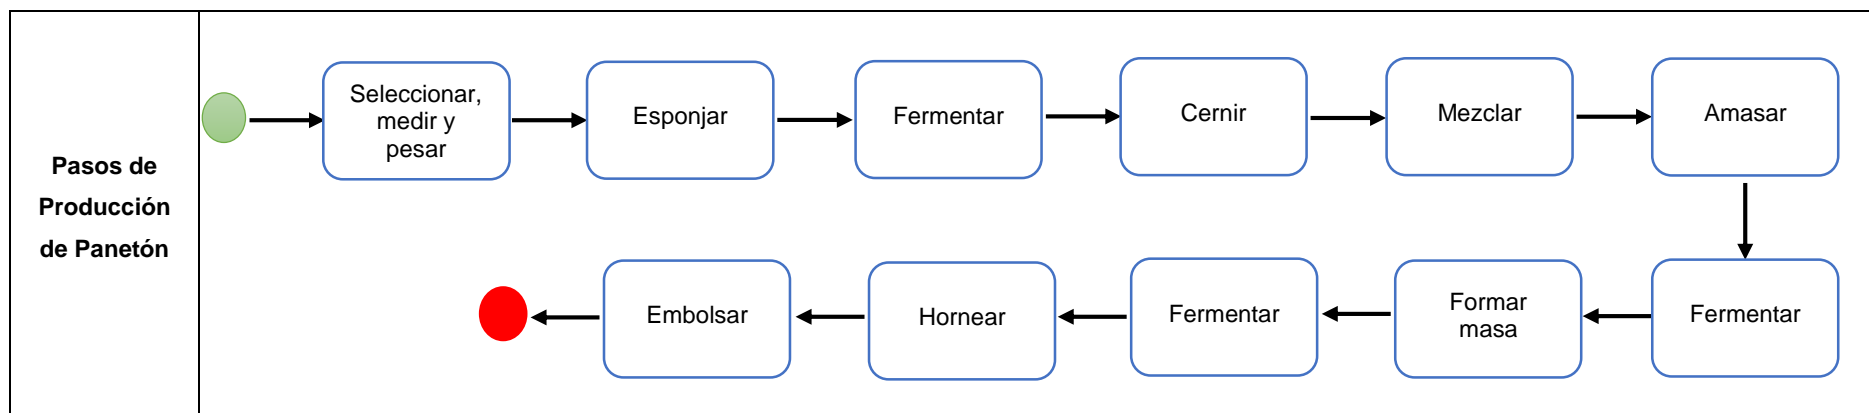 Pasos de
Producción
de Panetón
Seleccionar,
medir y
pesar
Esponjar
Fermentar
Cernir
Mezclar
Amasar
Fermentar
Formar
masa
Fermentar
Hornear
Embolsar